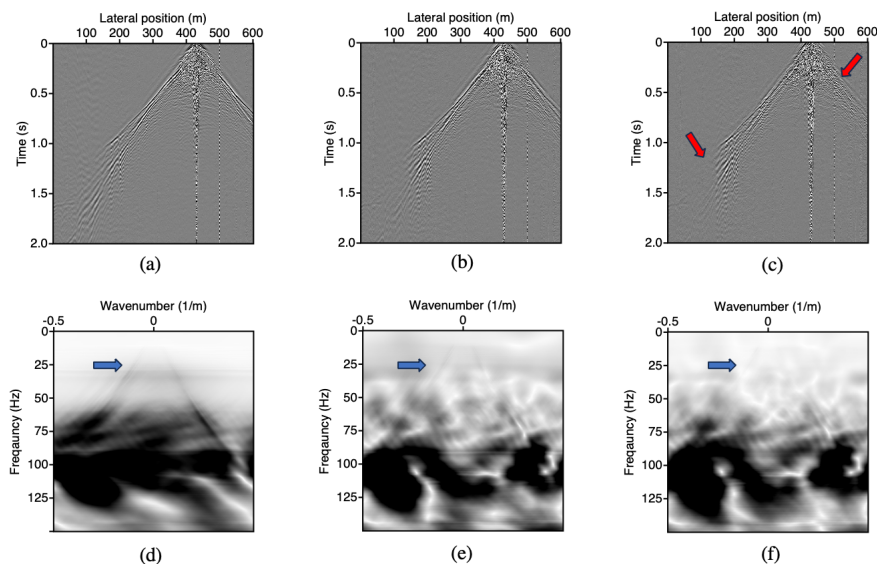 Lateral position (m)
100 200 300 400 500 600
0
0.5
1.0
1.5
2.0
Time (s)
(a)
Lateral position (m)
100 200 300 400 500 600
0
0.5
1.0
1.5
2.0
Time (s)
(b)
Lateral position (m)
100 200 300 400 500 600
0
0.5
1.0
1.5
2.0
Time (s)
(c)
Wavenumber (1/m)
-0.5 0
0
25
50
75
100
125
Freqauncy (Hz)
(d)
Wavenumber (1/m)
-0.5 0
0
25
50
75
100
125
Freqauncy (Hz)
(e)
Wavenumber (1/m)
-0.5 0
0
25
50
75
100
125
Freqauncy (Hz)
(f)